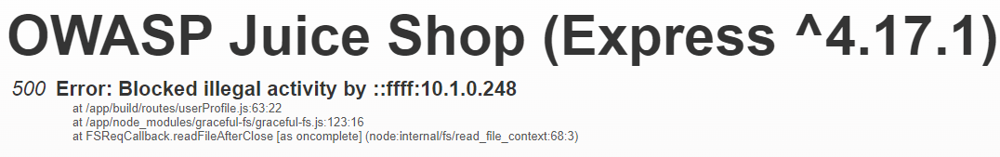 OWASP Juice Shop (Express ^4.17.1)
500 Error: Blocked illegal activity by ::ffff:10.1.0.248
at /app/build/routes/userProfile.js:63:22
at /app/node_modules/graceful-fs/graceful-fs.js:123:16
at FSReqCallback.readFileAfterClose [as oncomplete] (node:internal/fs/read_file_context:68:3)